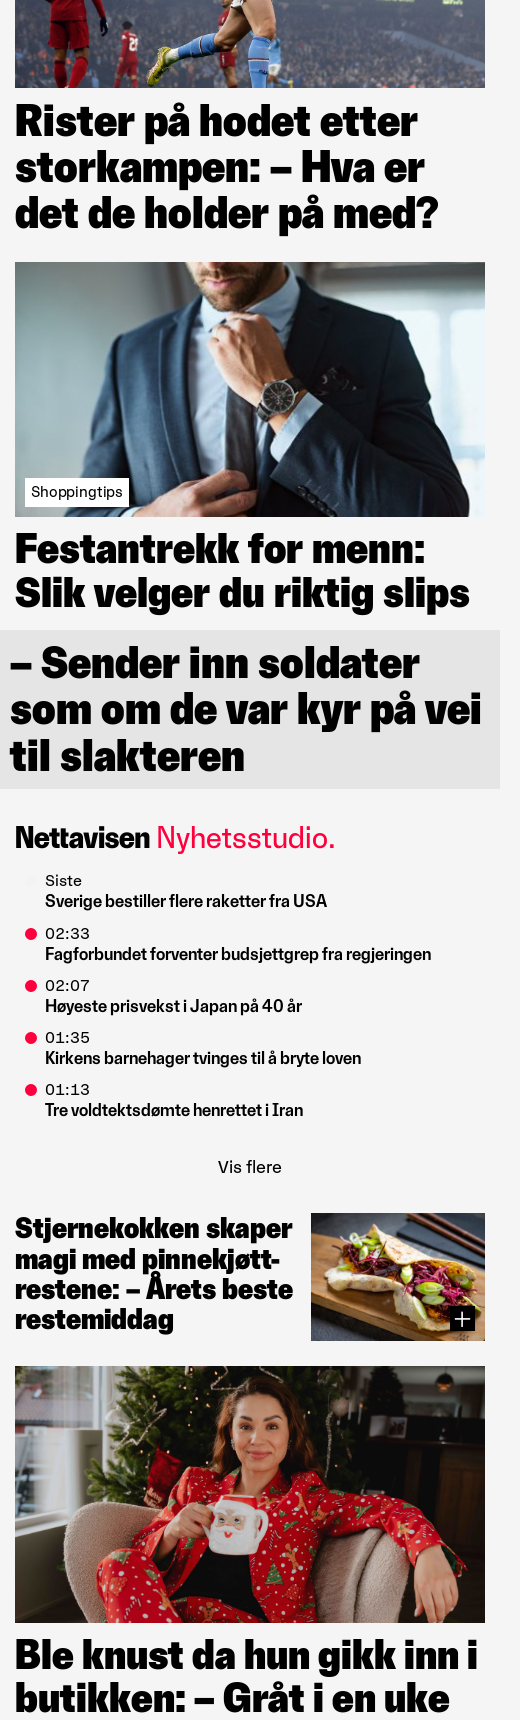 Rister på hodet etter
storkampen: – Hva er
det de holder på med?
Shoppingtips
Festantrekk for menn:
Slik velger du riktig slips
– Sender inn soldater
som om de var kyr på vei
til slakteren
Nettavisen Nyhetsstudio.
Siste
Sverige bestiller flere raketter fra USA
02:33
Fagforbundet forventer budsjettgrep fra regjeringen
02:07
Høyeste prisvekst i Japan på 40 år
01:35
Kirkens barnehager tvinges til å bryte loven
01:13
Tre voldtektsdømte henrettet i Iran
Vis flere
Stjernekokken skaper
magi med pinnekjøtt-
restene: – Årets beste
restemiddag
Ble knust da hun gikk inn i
butikken: – Gråt i en uke